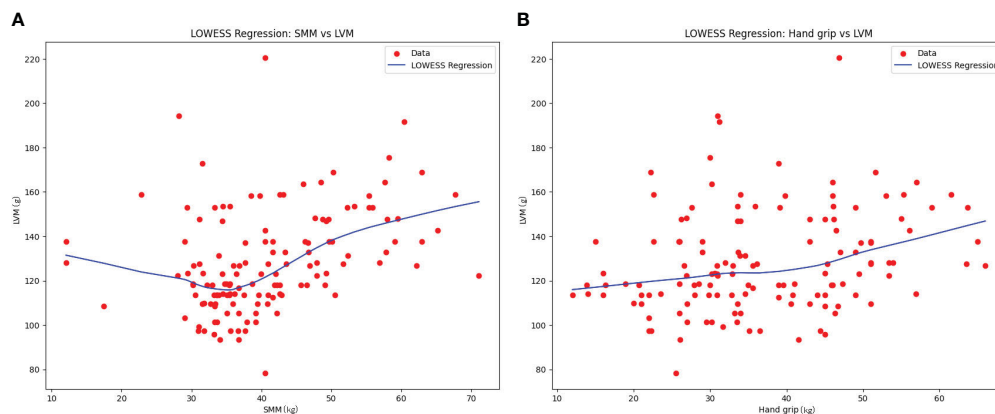 A
LOWESS Regression: SMM vs LVM
Data
LOWESS Regression
220
200
180
160
140
120
100
80
LVM (g)
10 20 30 40 50 60 70
SMM (kg)
B
LOWESS Regression: Hand grip vs LVM
Data
LOWESS Regression
220
200
180
160
140
120
100
80
LVM (g)
10 20 30 40 50 60
Hand grip (kg)